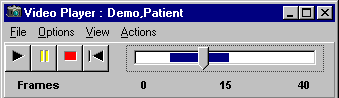 Video Player : Demo,Patient
File Options View Actions
Frames 0 15 40